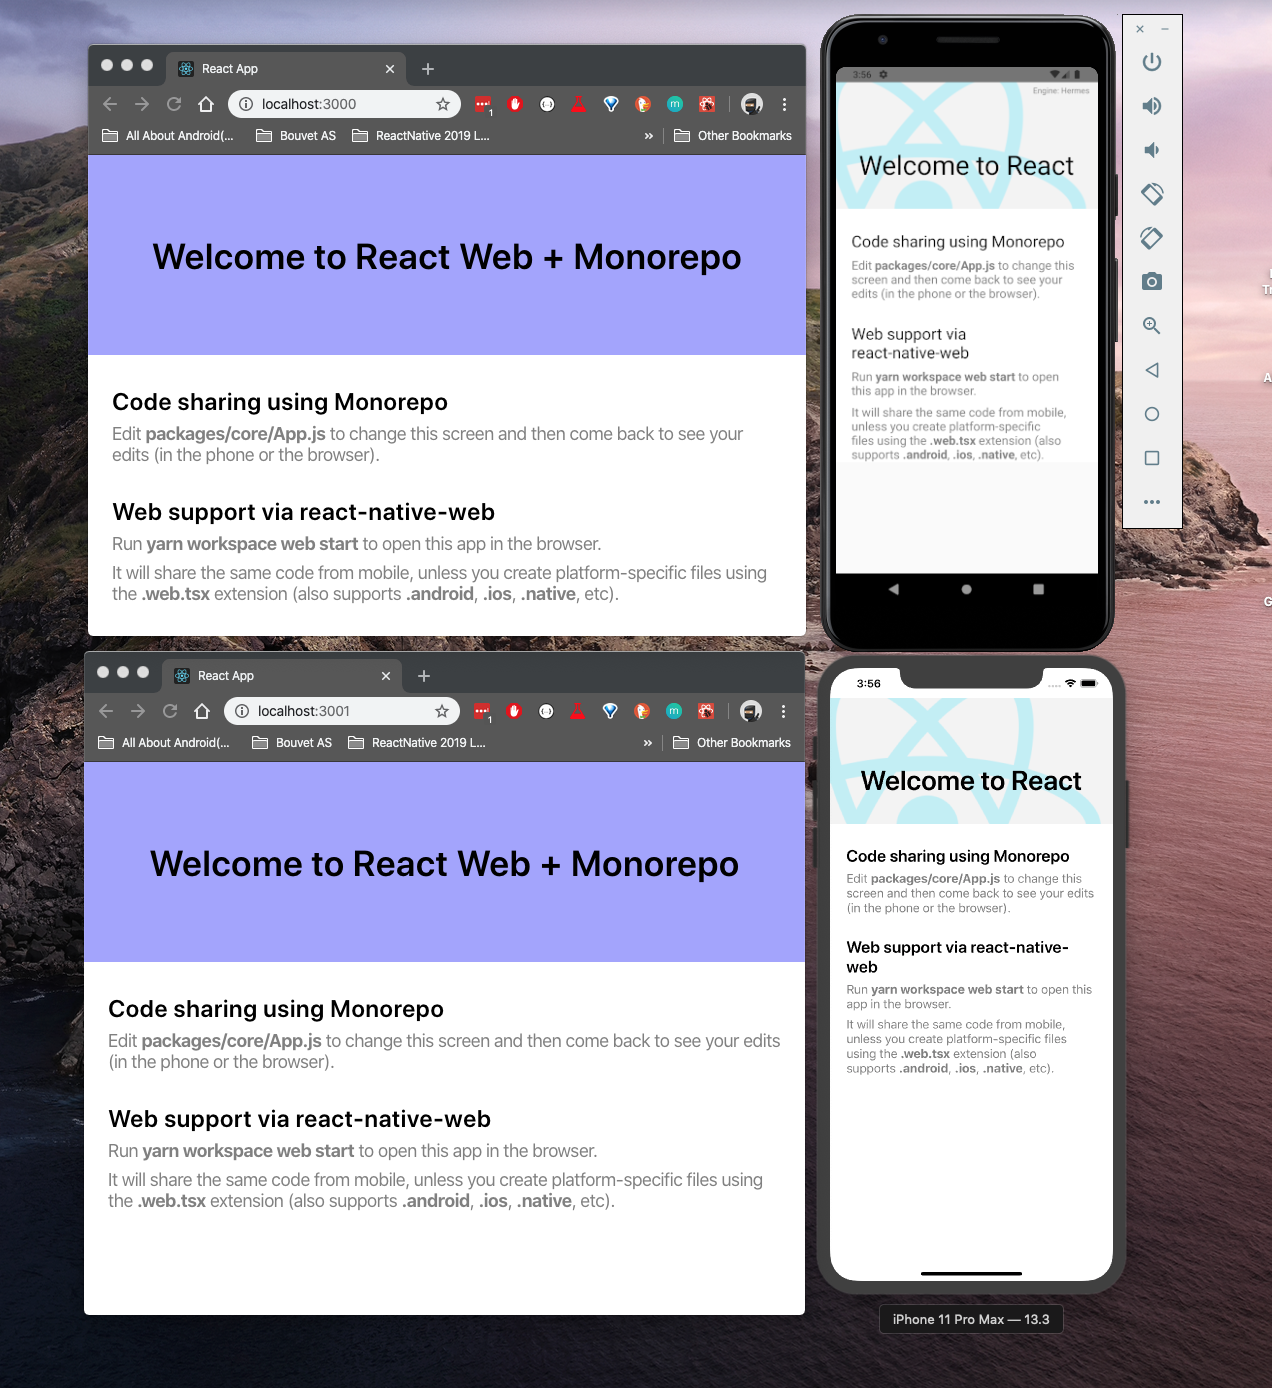 React App
localhost:3000
1
All About Android(...
Bouvet AS
ReactNative 2019 L...
»
Other Bookmarks
Welcome to React Web + Monorepo
Code sharing using Monorepo
Edit packages/core/App.js to change this screen and then come back to see your
edits (in the phone or the browser).
Web support via react-native-web
Run yarn workspace web start to open this app in the browser.
It will share the same code from mobile, unless you create platform-specific files using
the .web.tsx extension (also supports .android, .ios, .native, etc).
3:56
Engine: Hermes
Welcome to React
Code sharing using Monorepo
Edit packages/core/App.js to change this
screen and then come back to see your
edits (in the phone or the browser).
Web support via
react-native-web
Run yarn workspace web start to open
this app in the browser.
It will share the same code from mobile,
unless you create platform-specific
files using the .web.tsx extension (also
supports .android, .ios, .native, etc).
React App
localhost:3001
1
All About Android(...
Bouvet AS
ReactNative 2019 L...
»
Other Bookmarks
Welcome to React Web + Monorepo
Code sharing using Monorepo
Edit packages/core/App.js to change this screen and then come back to see your edits
(in the phone or the browser).
Web support via react-native-web
Run yarn workspace web start to open this app in the browser.
It will share the same code from mobile, unless you create platform-specific files using
the .web.tsx extension (also supports .android, .ios, .native, etc).
3:56
Welcome to React
Code sharing using Monorepo
Edit packages/core/App.js to change this
screen and then come back to see your edits
(in the phone or the browser).
Web support via react-native-
web
Run yarn workspace web start to open this
app in the browser.
It will share the same code from mobile,
unless you create platform-specific files
using the .web.tsx extension (also
supports .android, .ios, .native, etc).
iPhone 11 Pro Max — 13.3